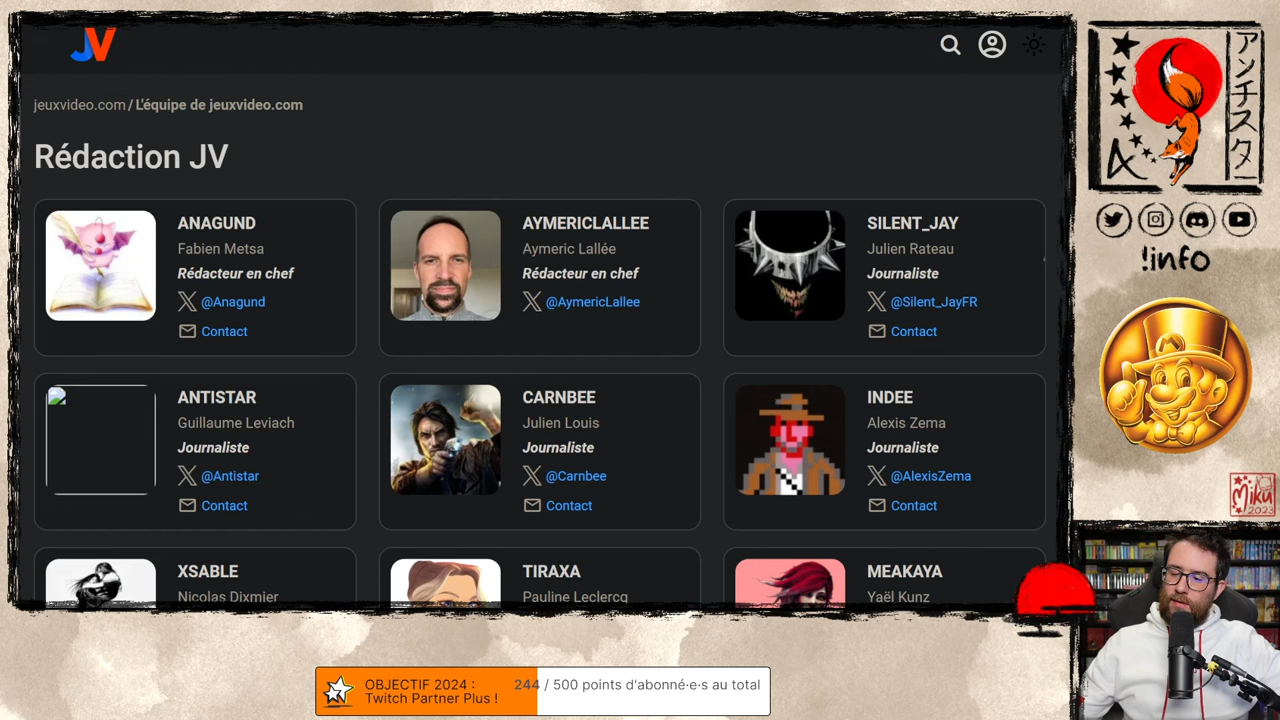 JV
jeuxvideo.com / L'équipe de jeuxvideo.com
Rédaction JV
ANAGUND
Fabien Metsa
Rédacteur en chef
@Anagund
Contact
AYMERICLALLEE
Aymeric Lallée
Rédacteur en chef
@AymericLallee
SILENT_JAY
Julien Rateau
Journaliste
@Silent_JayFR
Contact
ANTISTAR
Guillaume Leviach
Journaliste
@Antistar
Contact
CARNBEE
Julien Louis
Journaliste
@Carnbee
Contact
INDEE
Alexis Zema
Journaliste
@AlexisZema
Contact
XSABLE
Nicolas Dixmier
TIRAXA
Pauline Leclercq
MEAKAYA
Yaël Kunz
アンチスター
!info
M
Miku
2023
OBJECTIF 2024 :
Twitch Partner Plus !
244 / 500 points d'abonné·e·s au total